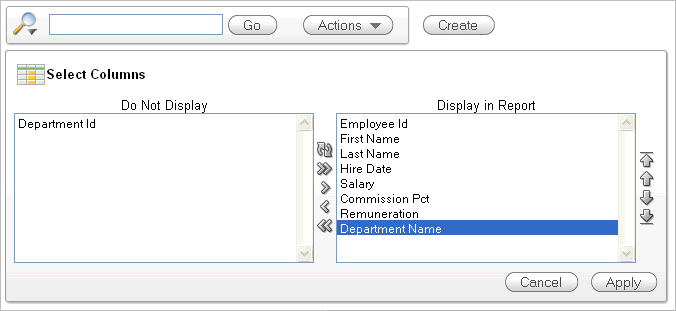 Go Actions Create
Select Columns
Do Not Display Display in Report
Department Id
Employee Id
First Name
Last Name
Hire Date
Salary
Commission Pct
Remuneration
Department Name
Cancel Apply